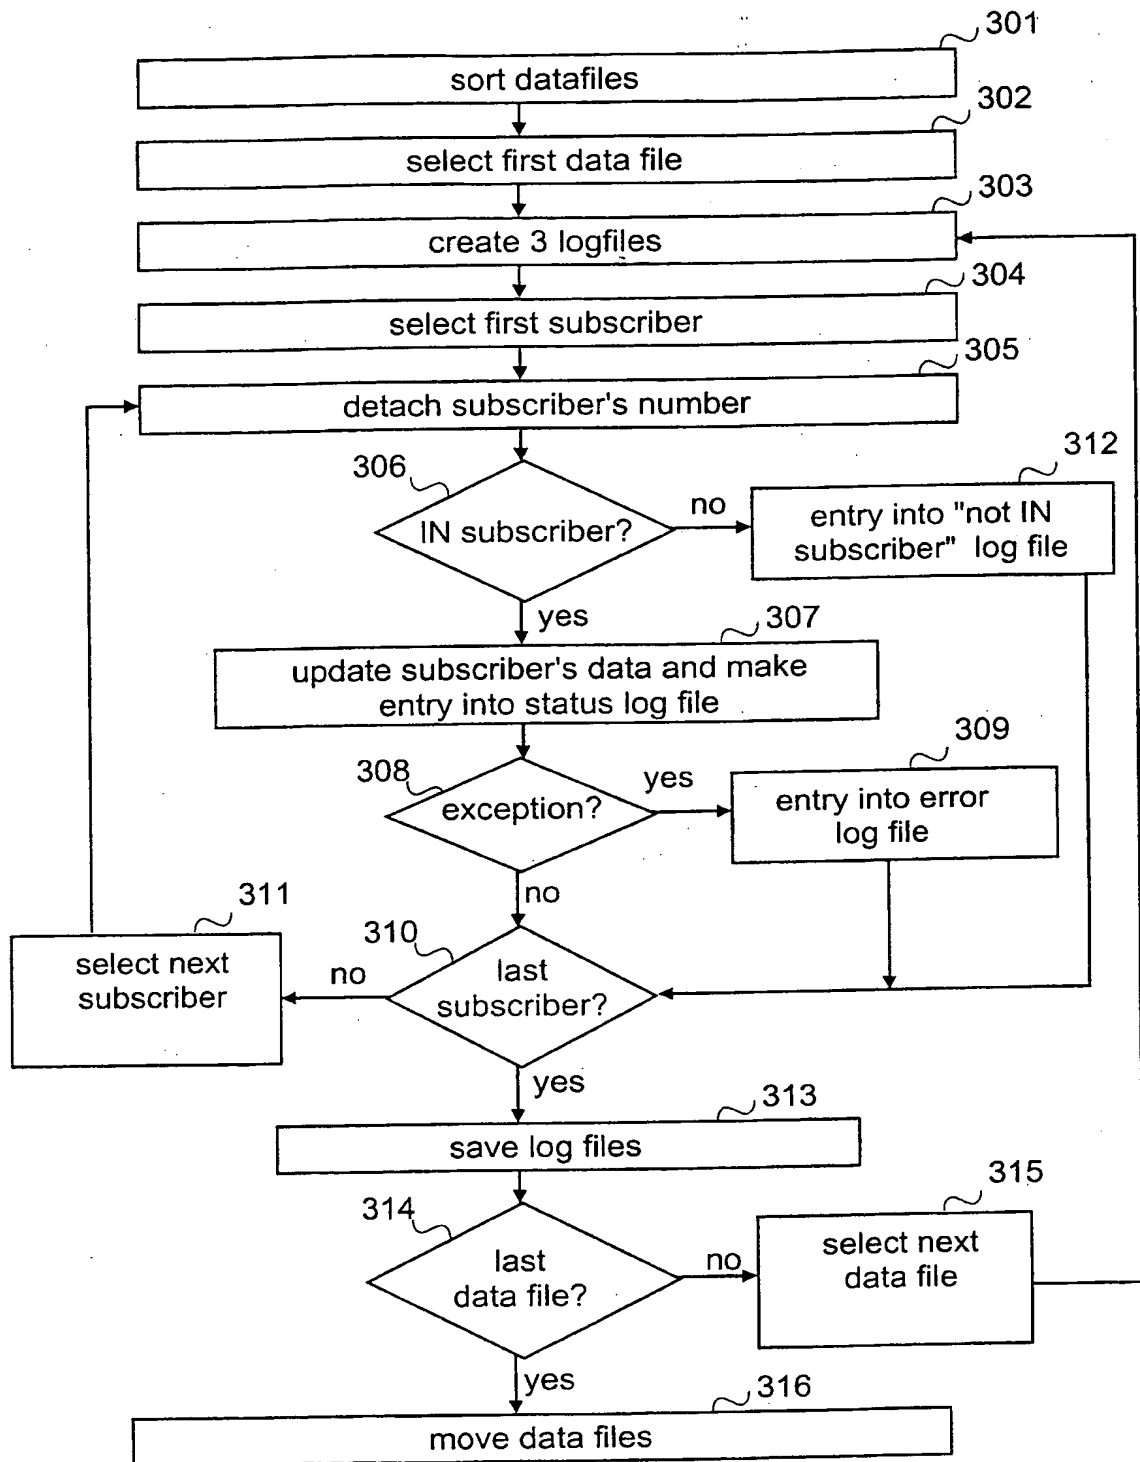 301
sort datafiles
302
select first data file
303
create 3 logfiles
304
select first subscriber
305
detach subscriber's number
306
IN subscriber?
no
312
entry into "not IN
subscriber" log file
yes
307
update subscriber's data and make
entry into status log file
308
exception?
yes
309
entry into error
log file
no
311
select next
subscriber
no
310
last
subscriber?
yes
313
save log files
314
last
data file?
no
315
select next
data file
yes
316
move data files